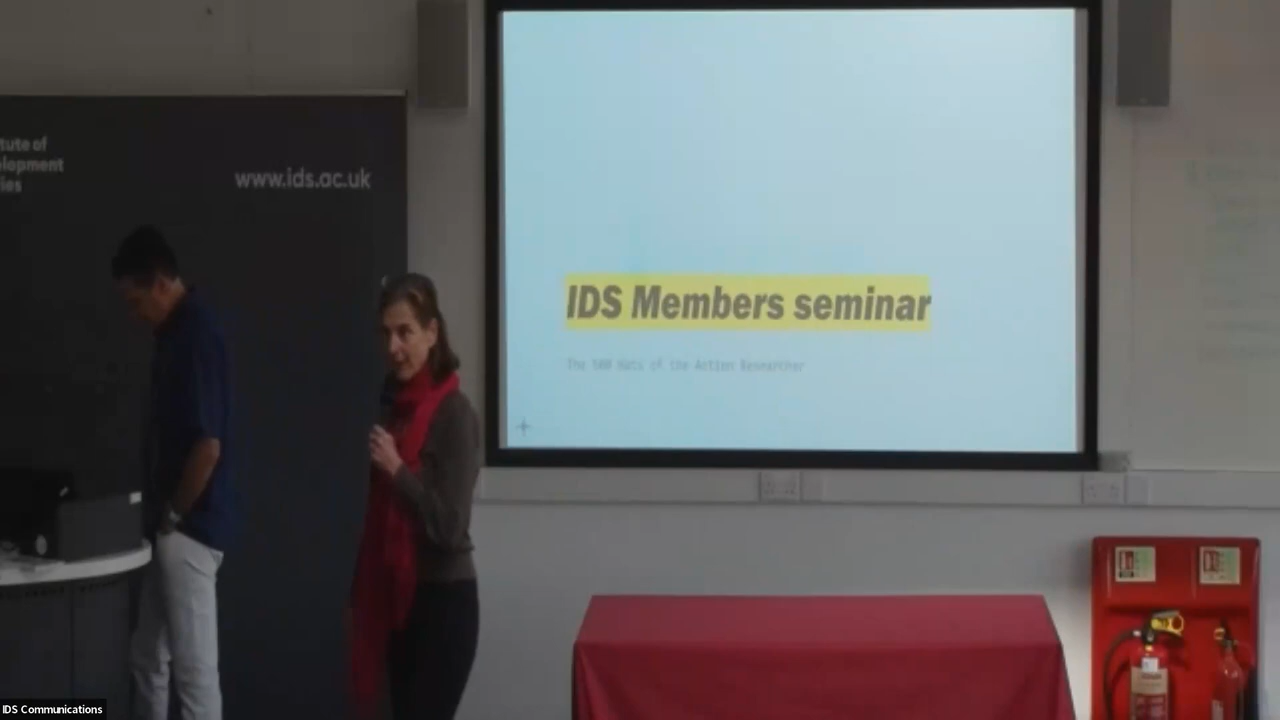 tute of
lopment
ies
www.ids.ac.uk
IDS Members seminar
The 500 Hats of the Action Researcher
IDS Communications